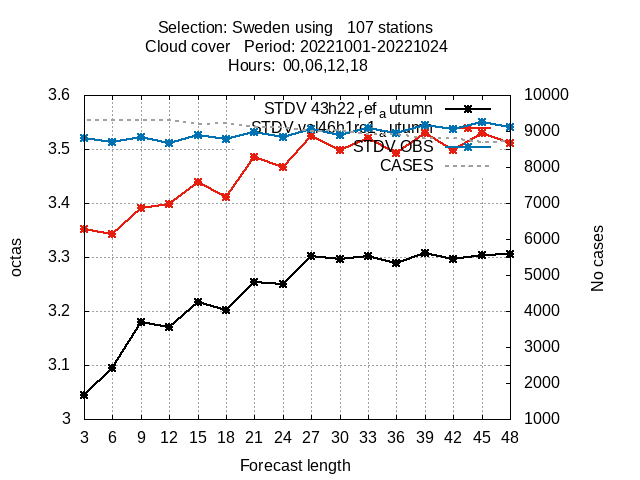 Selection: Sweden using 107 stations
Cloud cover Period: 20221001-20221024
Hours: 00,06,12,18
3.6
3.5
3.4
3.3
3.2
3.1
3
octas
STDV 43h22 ref a utumn
STDV OBS
CASES
10000
9000
8000
7000
6000
5000
4000
3000
2000
1000
No cases
3 6 9 12 15 18 21 24 27 30 33 36 39 42 45 48
Forecast length